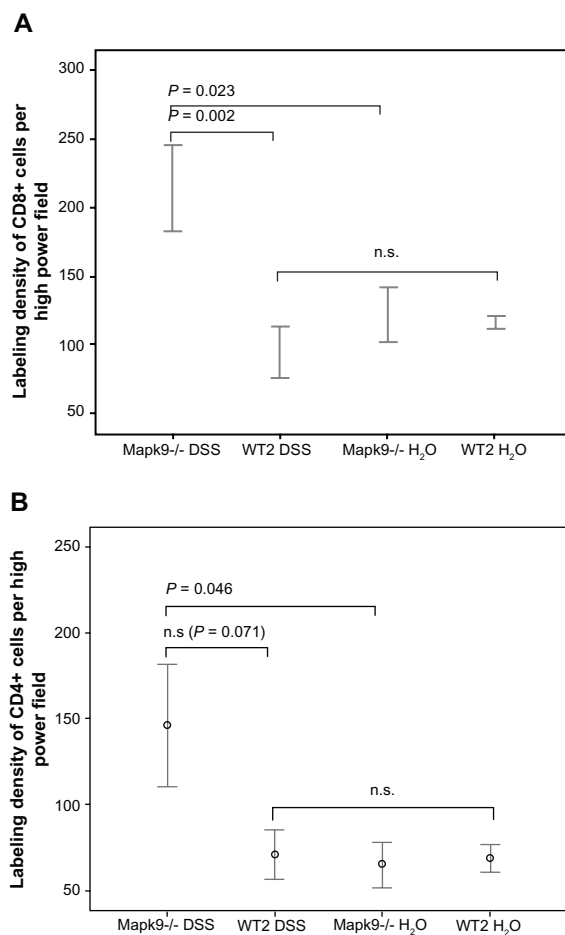 A
Labeling density of CD8+ cells per
high power field
300
250
200
150
100
50
P = 0.023
P = 0.002
n.s.
Mapk9-/- DSS WT2 DSS Mapk9-/- H₂O WT2 H₂O
B
Labeling density of CD4+ cells per high
power field
250
200
150
100
50
P = 0.046
n.s (P = 0.071)
n.s.
Mapk9-/- DSS WT2 DSS Mapk9-/- H₂O WT2 H₂O